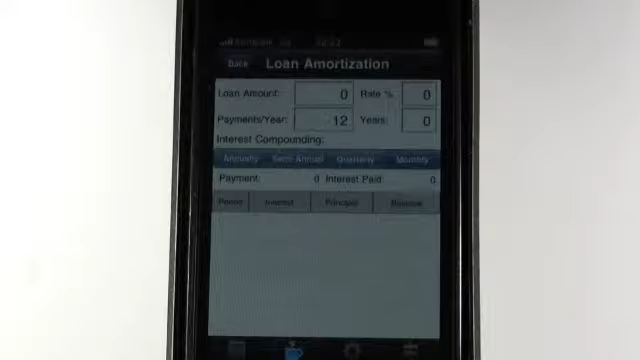 Back Loan Amortization
Loan Amount: 0 Rate % 0
Payments/Year: 12 Years: 0
Interest Compounding:
Annually Semi Annual Quarterly Monthly
Payment: 0 Interest Paid: 0
Period Interest Principal Balance